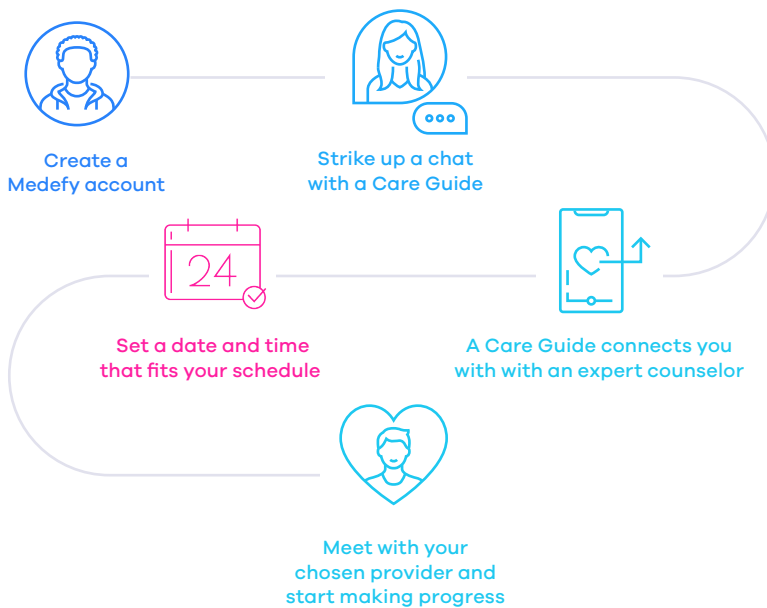 Create a
Medefy account
Strike up a chat
with a Care Guide
A Care Guide connects you
with with an expert counselor
24
Set a date and time
that fits your schedule
Meet with your
chosen provider and
start making progress